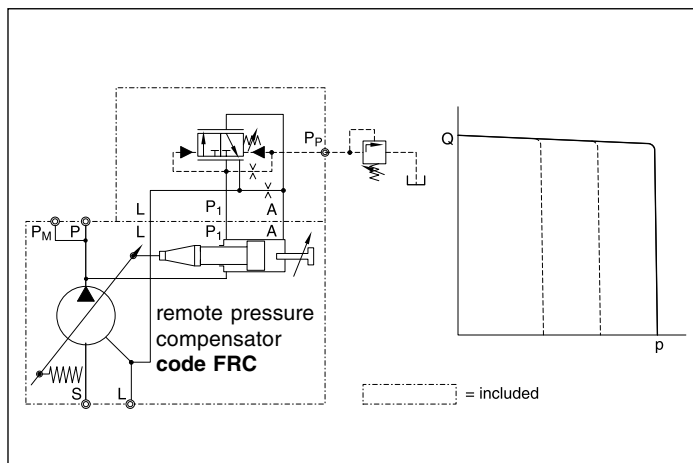 P_P
Q
L
P_1
A
P_M
P
L
P_1
A
remote pressure
compensator
code FRC
S
L
p
= included